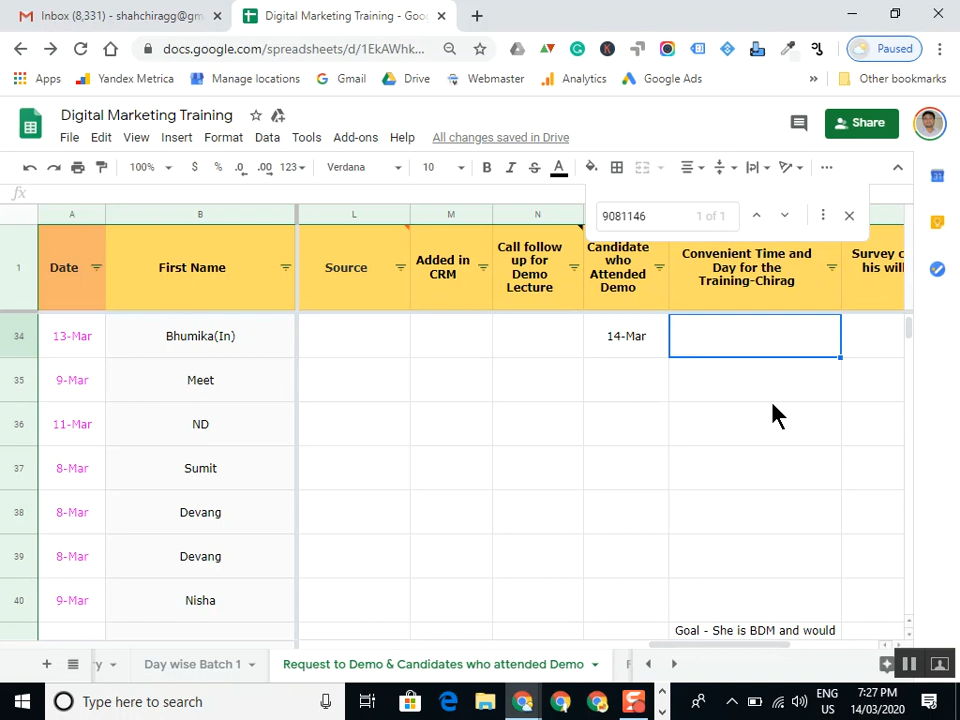 Inbox (8,331) - shahchiragg@gm
Digital Marketing Training - Goo
docs.google.com/spreadsheets/d/1EkAWhk...
Paused
Apps
Yandex Metrica
Manage locations
Gmail
Drive
Webmaster
Analytics
Google Ads
»
Other bookmarks
Digital Marketing Training
File Edit View Insert Format Data Tools Add-ons Help All changes saved in Drive
Share
100% $ % .0 .00 123 Verdana 10 B I S A
fx
9081146 1 of 1
A B L M N
1
Date
First Name
Source
Added in CRM
Call follow up for Demo Lecture
Candidate who Attended Demo
Convenient Time and Day for the Training-Chirag
Survey c
his will
34 13-Mar Bhumika(In) 14-Mar
35 9-Mar Meet
36 11-Mar ND
37 8-Mar Sumit
38 8-Mar Devang
39 8-Mar Devang
40 9-Mar Nisha
Goal - She is BDM and would
ry Day wise Batch 1 Request to Demo & Candidates who attended Demo F
Type here to search
ENG
US
7:27 PM
14/03/2020